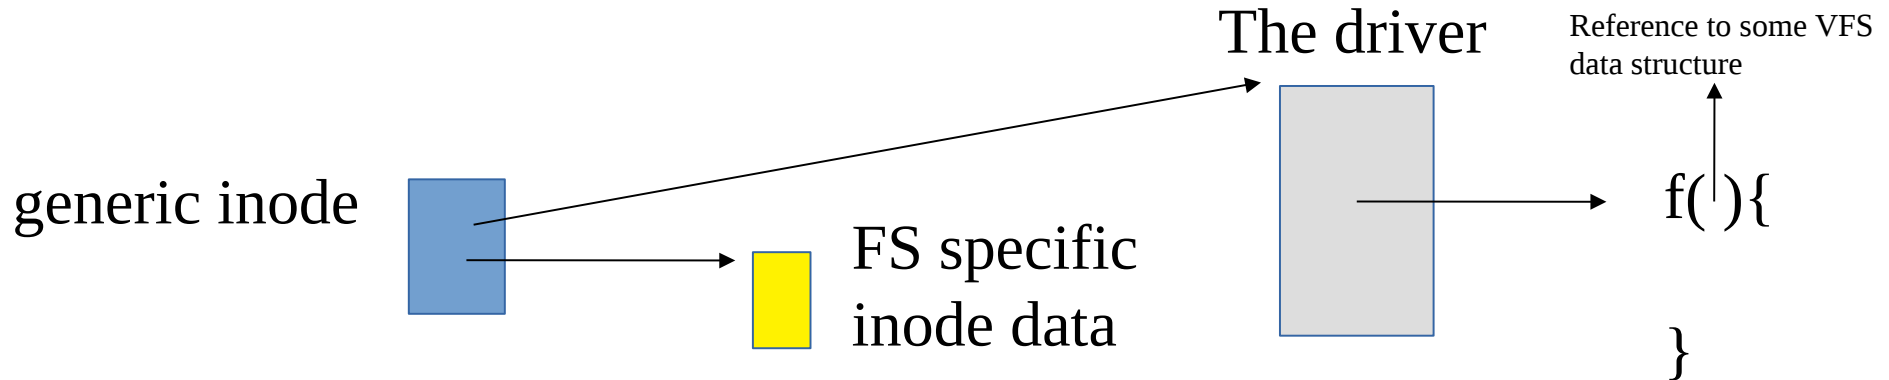 The driver
Reference to some VFS
data structure
generic inode
FS specific
inode data
f( ){
}